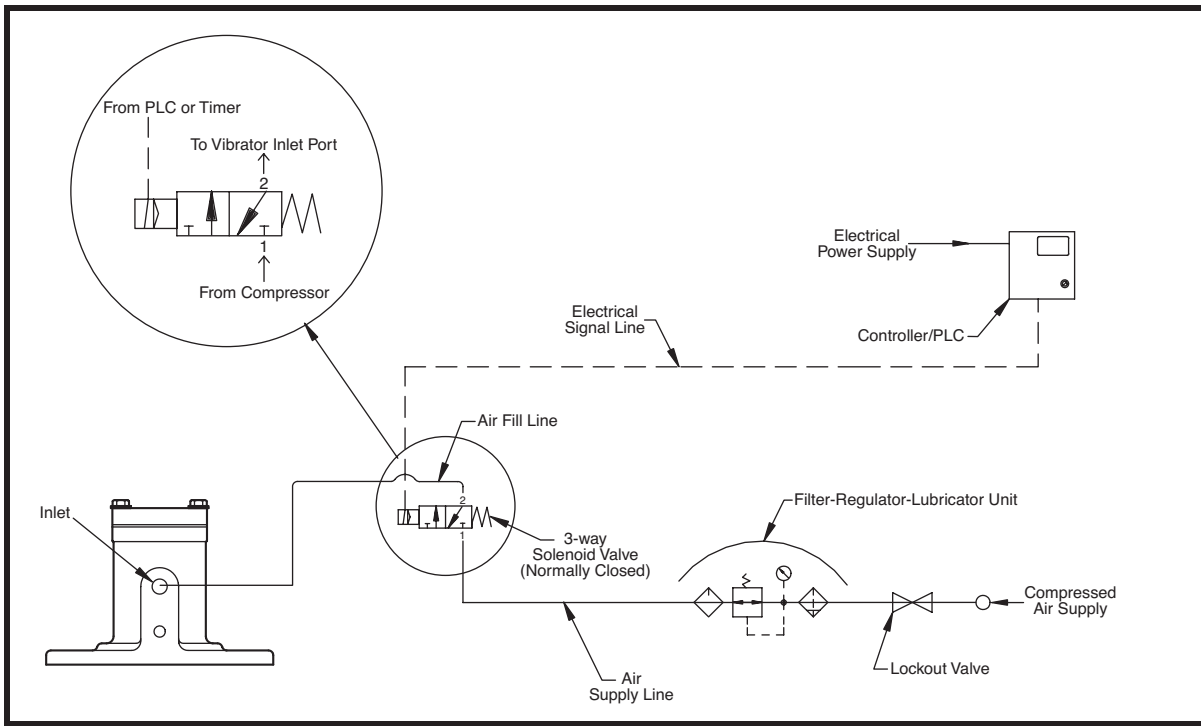 From PLC or Timer
To Vibrator Inlet Port
2
1
From Compressor
Electrical
Power Supply
Electrical
Signal Line
Controller/PLC
Air Fill Line
Inlet
2
1
3-way
Solenoid Valve
(Normally Closed)
Filter-Regulator-Lubricator Unit
Compressed
Air Supply
Lockout Valve
Air
Supply Line